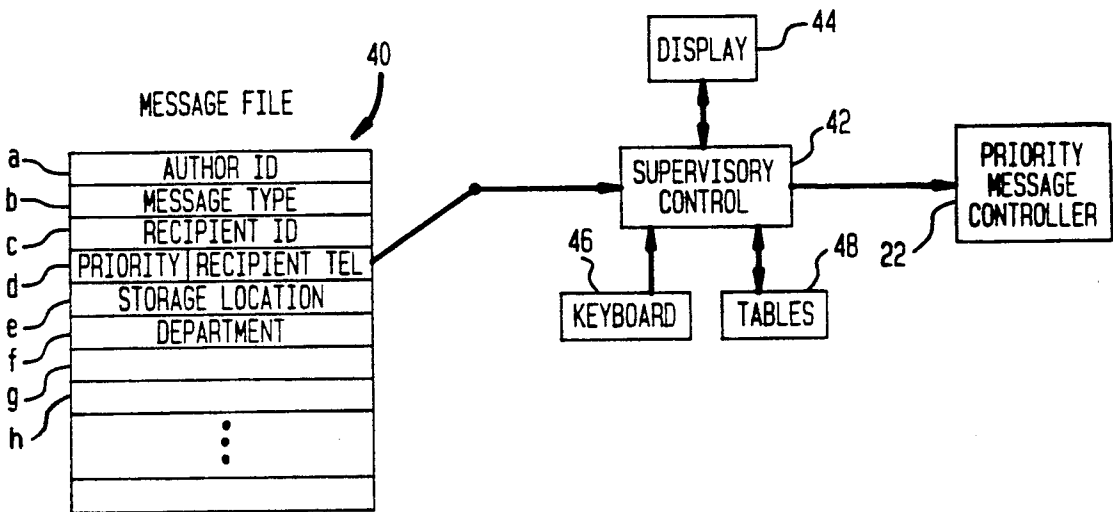 MESSAGE FILE
40
a
AUTHOR ID
b
MESSAGE TYPE
c
RECIPIENT ID
d
PRIORITY RECIPIENT TEL
e
STORAGE LOCATION
f
DEPARTMENT
g
h
DISPLAY
44
SUPERVISORY
CONTROL
42
PRIORITY
MESSAGE
CONTROLLER
22
46
KEYBOARD
48
TABLES